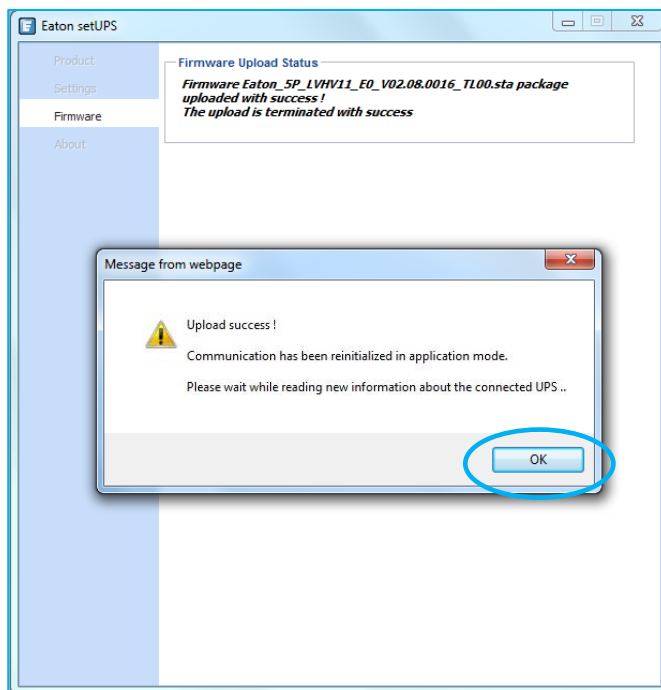 Eaton setUPS
Product
Settings
Firmware
About
Firmware Upload Status
Firmware Eaton_5P_LVHV11_E0_V02.08.0016_TL00.sta package
uploaded with success !
The upload is terminated with success
Message from webpage
Upload success !
Communication has been reinitialized in application mode.
Please wait while reading new information about the connected UPS ..
OK